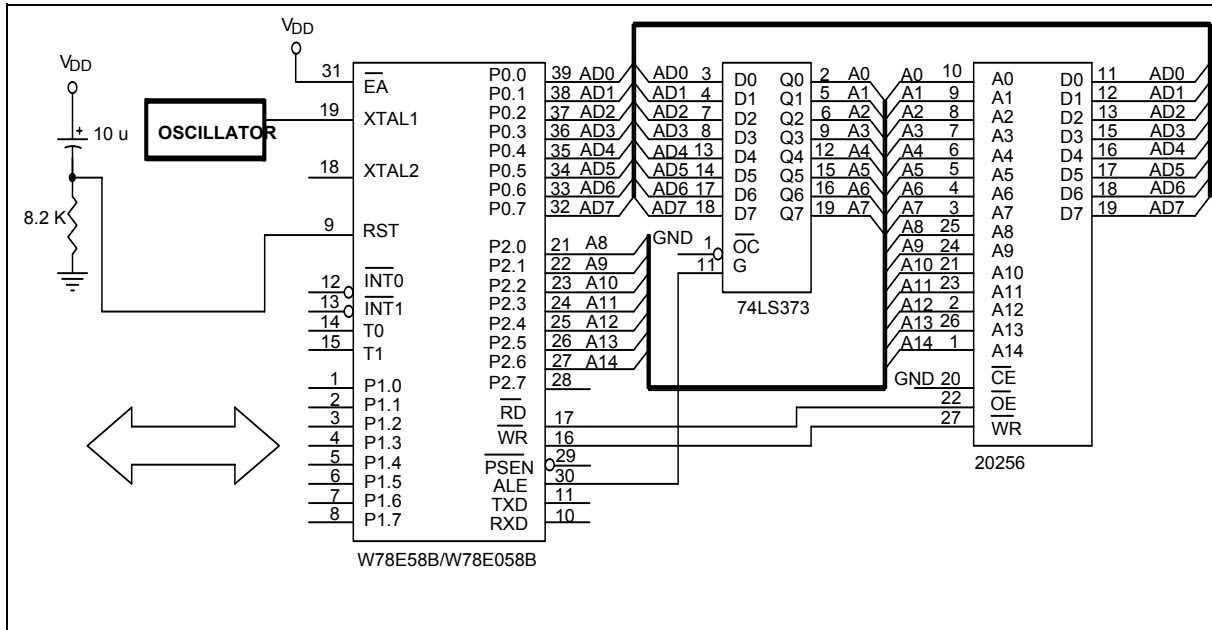 VDD
VDD
10 u
8.2 K
OSCILLATOR
31 EA
19 XTAL1
18 XTAL2
9 RST
12 INT0
13 INT1
14 T0
15 T1
1 P1.0
2 P1.1
3 P1.2
4 P1.3
5 P1.4
6 P1.5
7 P1.6
8 P1.7
P0.0 39 AD0
P0.1 38 AD1
P0.2 37 AD2
P0.3 36 AD3
P0.4 35 AD4
P0.5 34 AD5
P0.6 33 AD6
P0.7 32 AD7
P2.0 21 A8
P2.1 22 A9
P2.2 23 A10
P2.3 24 A11
P2.4 25 A12
P2.5 26 A13
P2.6 27 A14
P2.7 28
RD 17
WR 16
PSEN 29
ALE 30
TXD 11
RXD 10
W78E58B/W78E058B
AD0 3 D0 Q0 2 A0
AD1 4 D1 Q1 5 A1
AD2 7 D2 Q2 6 A2
AD3 8 D3 Q3 9 A3
AD4 13 D4 Q4 12 A4
AD5 14 D5 Q5 15 A5
AD6 17 D6 Q6 16 A6
AD7 18 D7 Q7 19 A7
GND 1 OC
11 G
74LS373
A0 10 A0 D0 11 AD0
A1 9 A1 D1 12 AD1
A2 8 A2 D2 13 AD2
A3 7 A3 D3 15 AD3
A4 6 A4 D4 16 AD4
A5 5 A5 D5 17 AD5
A6 4 A6 D6 18 AD6
A7 3 A7 D7 19 AD7
A8 25 A8
A9 24 A9
A10 21 A10
A11 23 A11
A12 2 A12
A13 26 A13
A14 1 A14
GND 20 CE
22 OE
27 WR
20256